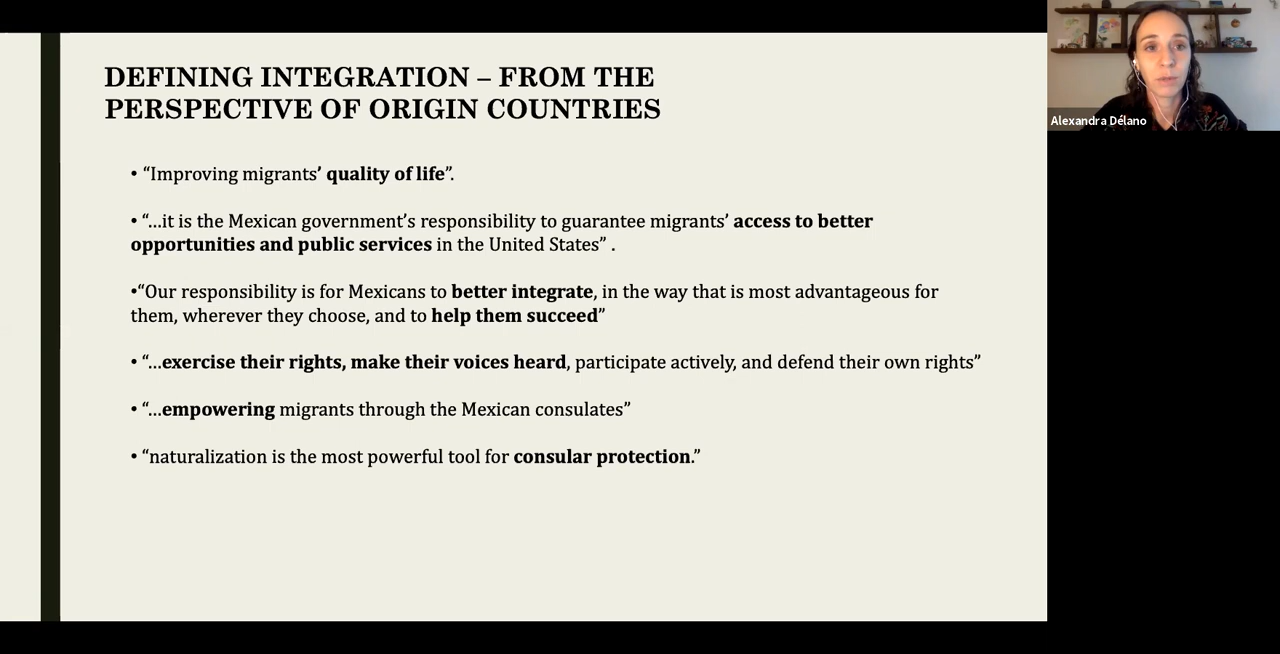 DEFINING INTEGRATION – FROM THE
PERSPECTIVE OF ORIGIN COUNTRIES
• “Improving migrants’ quality of life”.
• “…it is the Mexican government’s responsibility to guarantee migrants’ access to better
opportunities and public services in the United States” .
•“Our responsibility is for Mexicans to better integrate, in the way that is most advantageous for
them, wherever they choose, and to help them succeed”
• “…exercise their rights, make their voices heard, participate actively, and defend their own rights”
• “…empowering migrants through the Mexican consulates”
• “naturalization is the most powerful tool for consular protection.”
Alexandra Délano